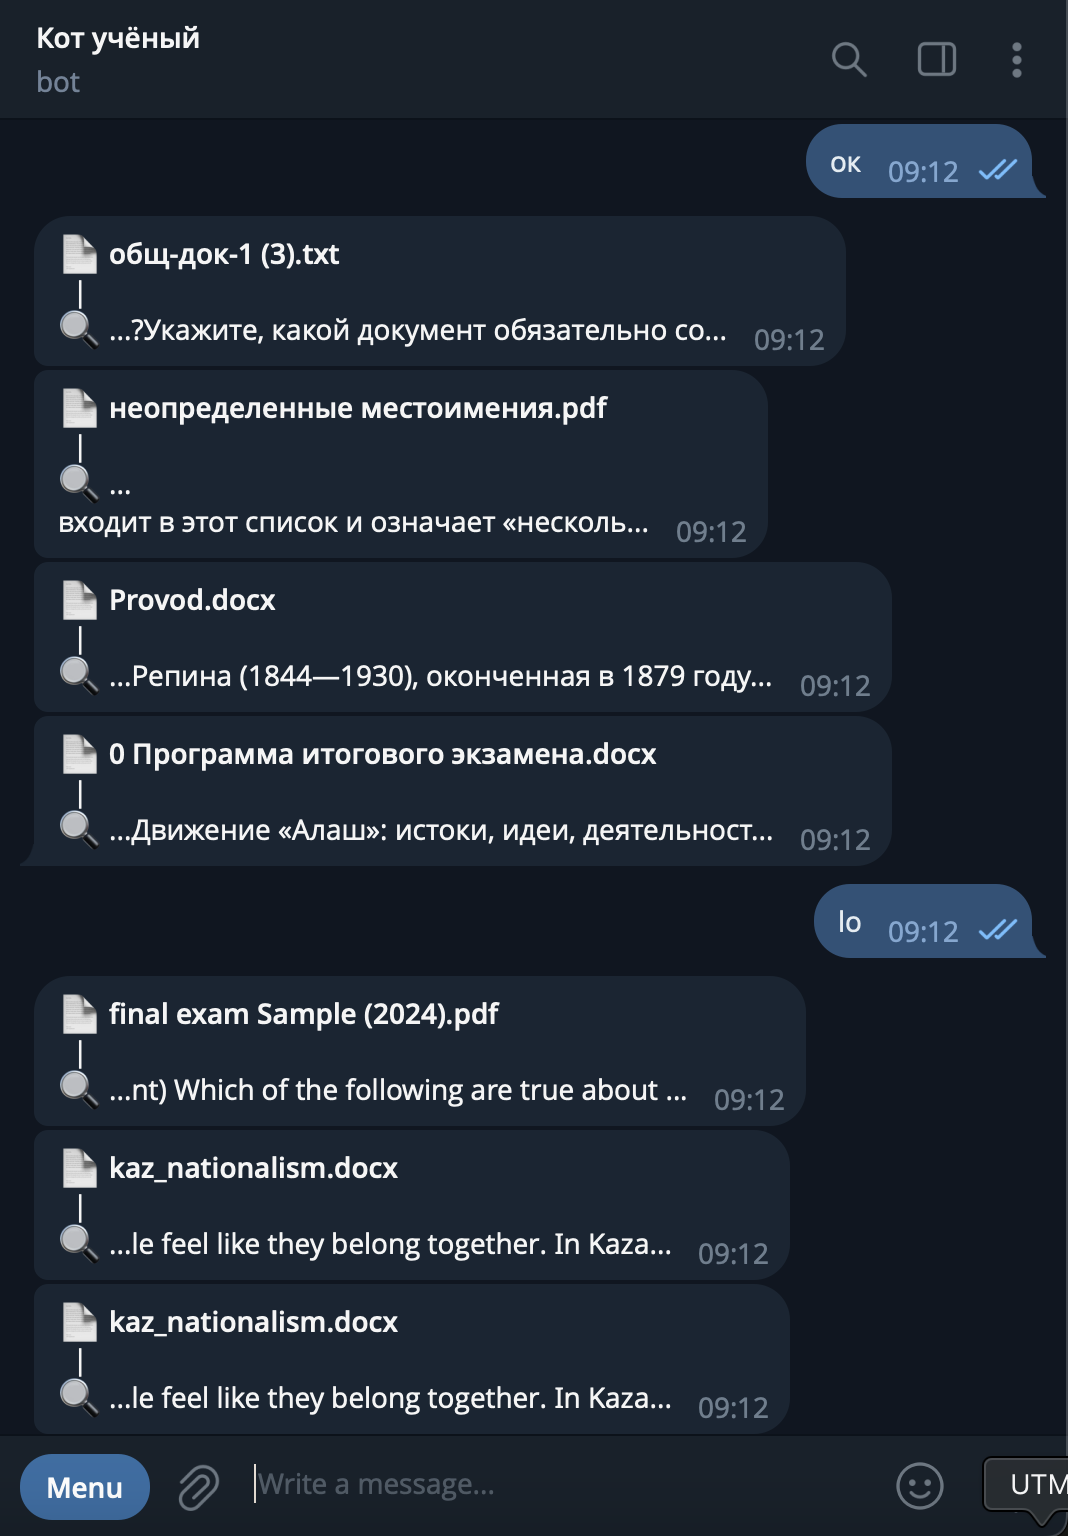 Кот учёный
bot
ок 09:12
общ-док-1 (3).txt
...?Укажите, какой документ обязательно со... 09:12
неопределенные местоимения.pdf
...
входит в этот список и означает «несколь... 09:12
Provod.docx
...Репина (1844—1930), оконченная в 1879 году... 09:12
0 Программа итогового экзамена.docx
...Движение «Алаш»: истоки, идеи, деятельност... 09:12
lo 09:12
final exam Sample (2024).pdf
...nt) Which of the following are true about ... 09:12
kaz_nationalism.docx
...le feel like they belong together. In Kaza... 09:12
kaz_nationalism.docx
...le feel like they belong together. In Kaza... 09:12
Menu
Write a message...
UTM